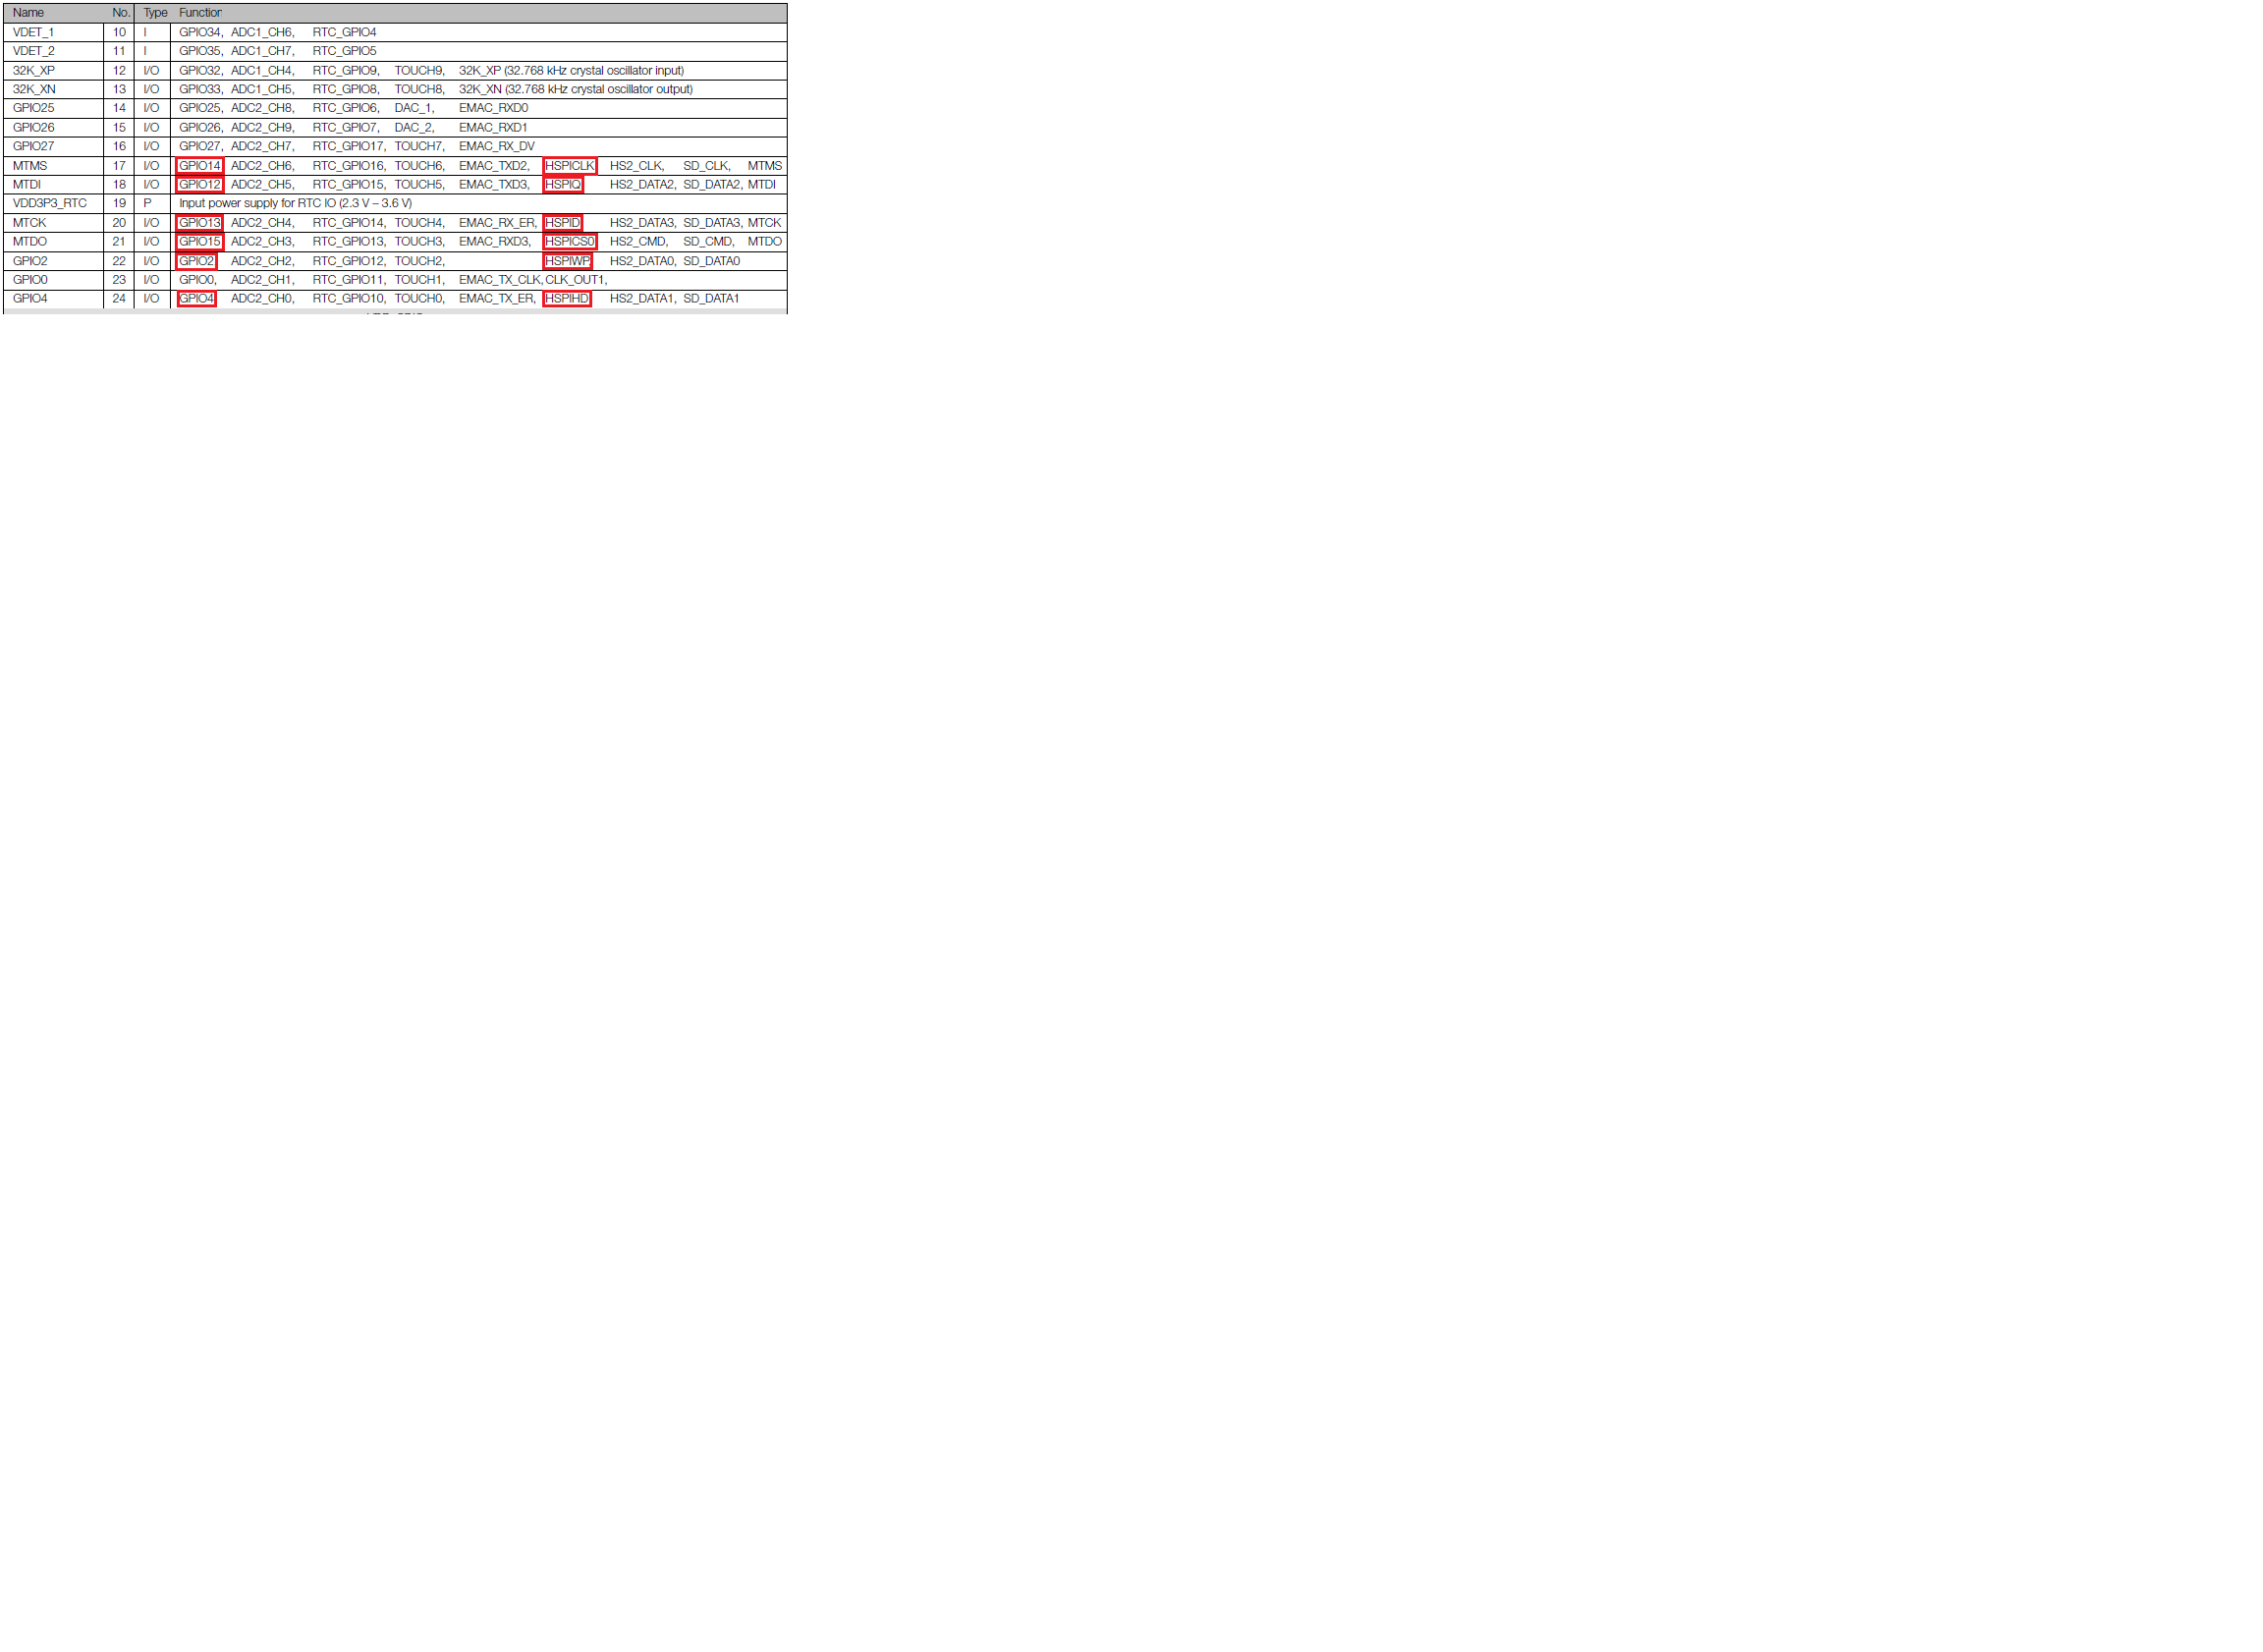 Name No. Type Function
VDET_1 10 I GPIO34, ADC1_CH6, RTC_GPIO4
VDET_2 11 I GPIO35, ADC1_CH7, RTC_GPIO5
32K_XP 12 I/O GPIO32, ADC1_CH4, RTC_GPIO9, TOUCH9, 32K_XP (32.768 kHz crystal oscillator input)
32K_XN 13 I/O GPIO33, ADC1_CH5, RTC_GPIO8, TOUCH8, 32K_XN (32.768 kHz crystal oscillator output)
GPIO25 14 I/O GPIO25, ADC2_CH8, RTC_GPIO6, DAC_1, EMAC_RXD0
GPIO26 15 I/O GPIO26, ADC2_CH9, RTC_GPIO7, DAC_2, EMAC_RXD1
GPIO27 16 I/O GPIO27, ADC2_CH7, RTC_GPIO17, TOUCH7, EMAC_RX_DV
MTMS 17 I/O GPIO14 ADC2_CH6, RTC_GPIO16, TOUCH6, EMAC_TXD2, HSPICLK HS2_CLK, SD_CLK, MTMS
MTDI 18 I/O GPIO12 ADC2_CH5, RTC_GPIO15, TOUCH5, EMAC_TXD3, HSPIQ HS2_DATA2, SD_DATA2, MTDI
VDD3P3_RTC 19 P Input power supply for RTC IO (2.3 V – 3.6 V)
MTCK 20 I/O GPIO13 ADC2_CH4, RTC_GPIO14, TOUCH4, EMAC_RX_ER, HSPID HS2_DATA3, SD_DATA3, MTCK
MTDO 21 I/O GPIO15 ADC2_CH3, RTC_GPIO13, TOUCH3, EMAC_RXD3, HSPICS0 HS2_CMD, SD_CMD, MTDO
GPIO2 22 I/O GPIO2 ADC2_CH2, RTC_GPIO12, TOUCH2, HSPIWP HS2_DATA0, SD_DATA0
GPIO0 23 I/O GPIO0, ADC2_CH1, RTC_GPIO11, TOUCH1, EMAC_TX_CLK, CLK_OUT1,
GPIO4 24 I/O GPIO4 ADC2_CH0, RTC_GPIO10, TOUCH0, EMAC_TX_ER, HSPIHD HS2_DATA1, SD_DATA1